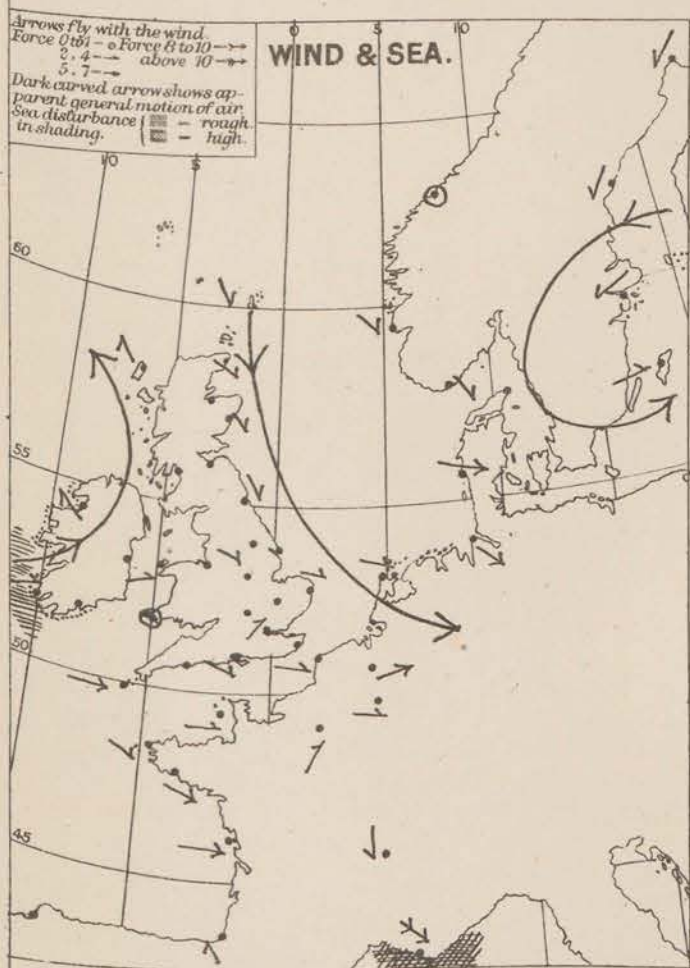 Arrows fly with the wind.
Force 0 to 1 - o Force 8 to 10 -
2. 4 - above 10 -
5. 7 -
Dark curved arrow shows ap-
parent general motion of air.
Sea disturbance - rough.
in shading. - high.
WIND & SEA.
0 5 10
10 5
60
55
50
45